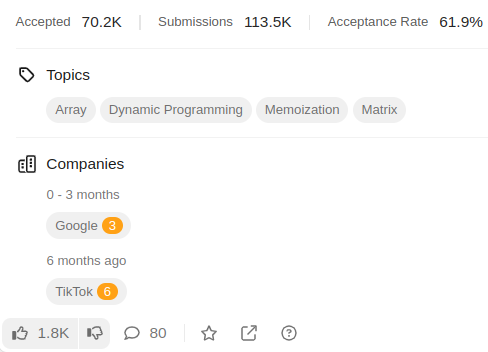 Accepted 70.2K Submissions 113.5K Acceptance Rate 61.9%
Topics
Array Dynamic Programming Memoization Matrix
Companies
0 - 3 months
Google 3
6 months ago
TikTok 6
1.8K 80